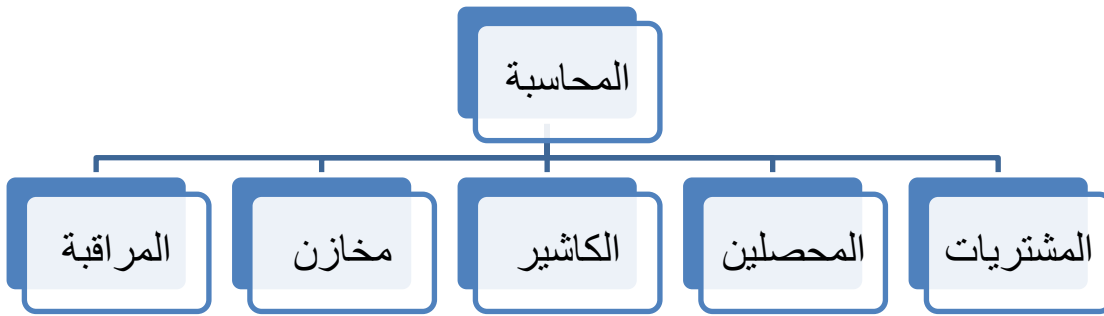 المحاسبة
المشتريات
المحصلين
الكاشير
مخازن
المراقبة